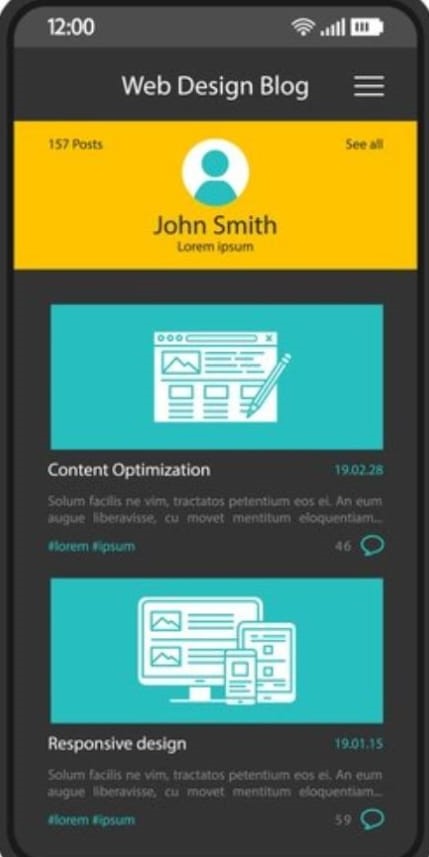 12:00
Web Design Blog
157 Posts
See all
John Smith
Lorem ipsum
Content Optimization
19.02.28
Solum facilis ne vim, tractatos petentium eos ei. An eum
augue liberavisse, cu movet mentitum eloquentiam...
#lorem #ipsum
46
Responsive design
19.01.15
Solum facilis ne vim, tractatos petentium eos ei. An eum
augue liberavisse, cu movet mentitum eloquentiam...
#lorem #ipsum
59